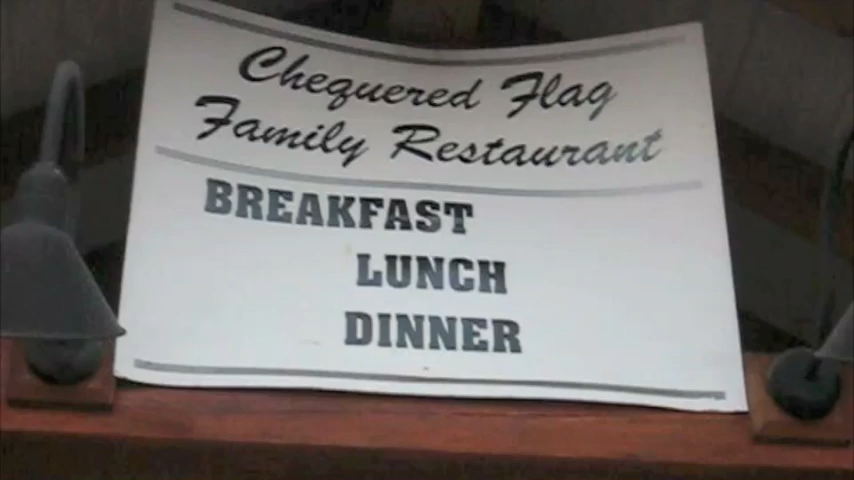 Chequered Flag
Family Restaurant
BREAKFAST
LUNCH
DINNER